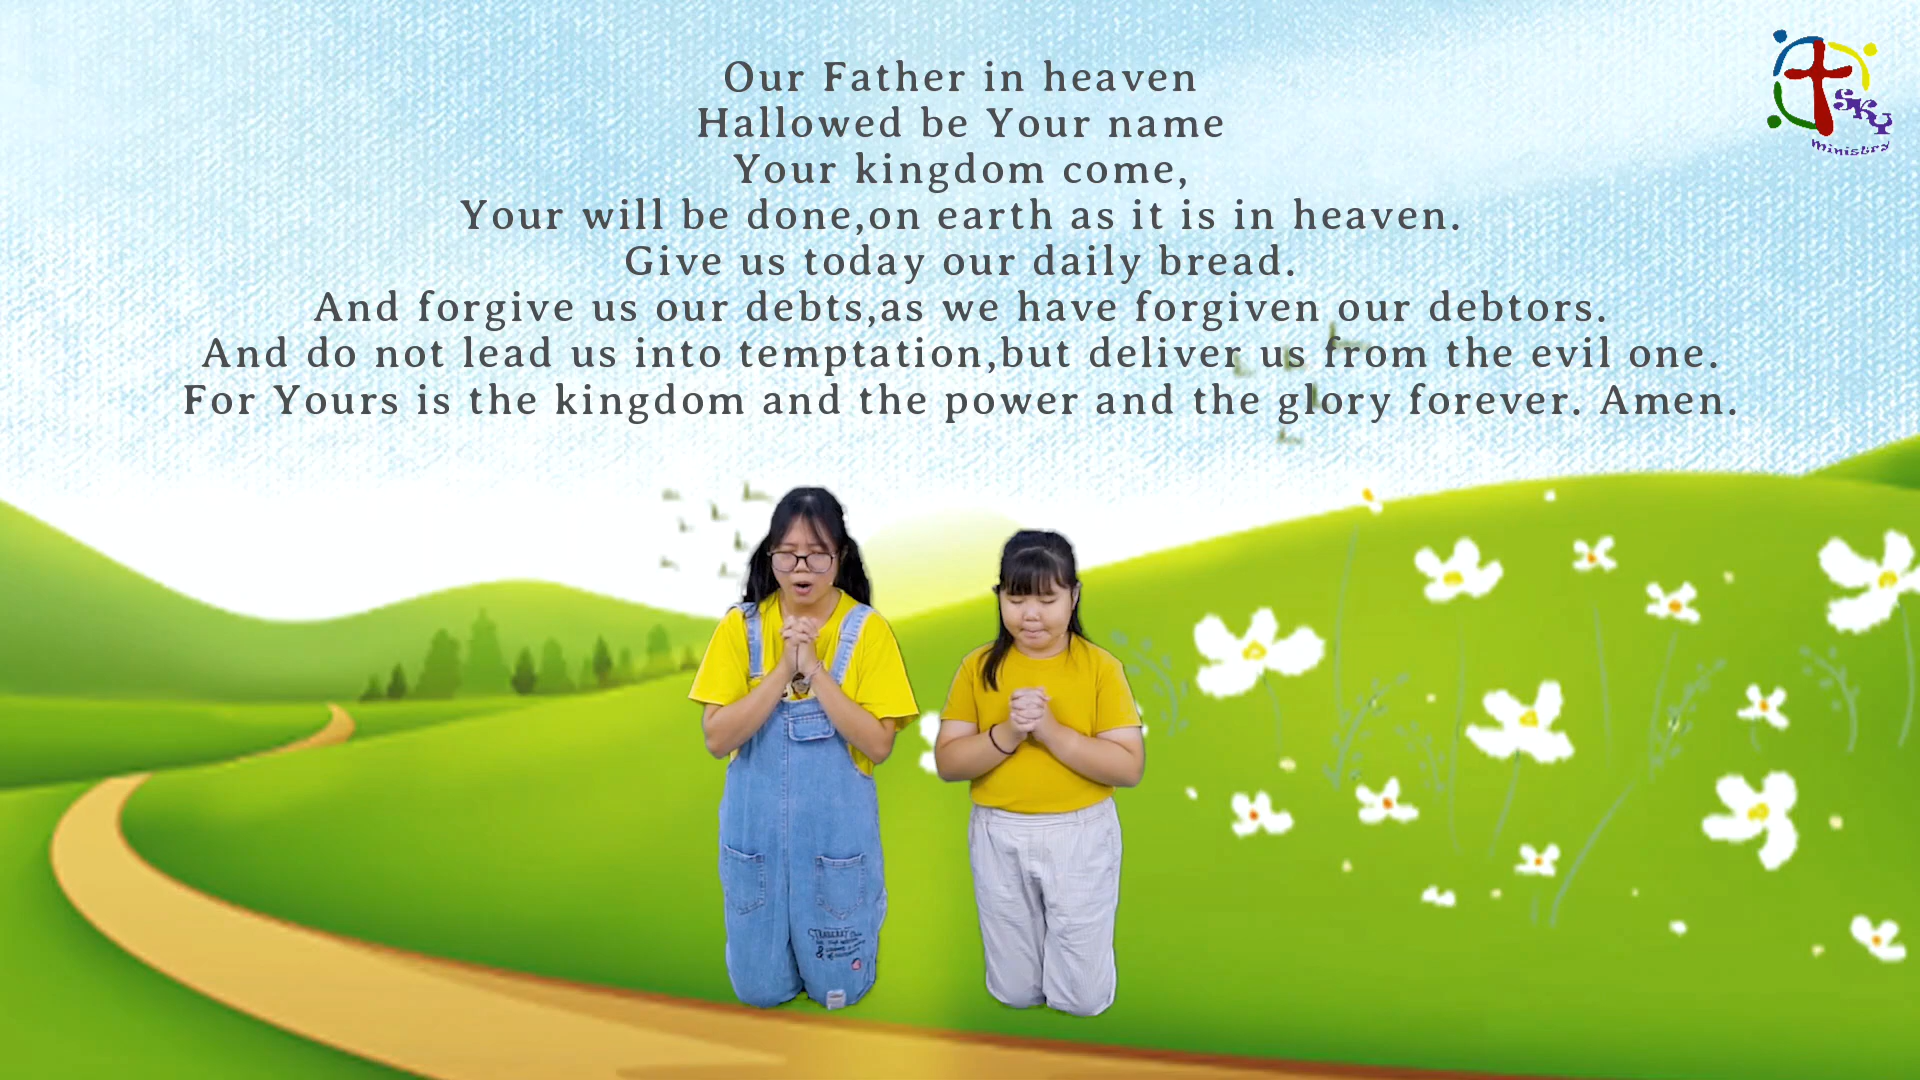 Our Father in heaven
Hallowed be Your name
Your kingdom come,
Your will be done,on earth as it is in heaven.
Give us today our daily bread.
And forgive us our debts,as we have forgiven our debtors.
And do not lead us into temptation,but deliver us from the evil one.
For Yours is the kingdom and the power and the glory forever. Amen.
SKY
ministry